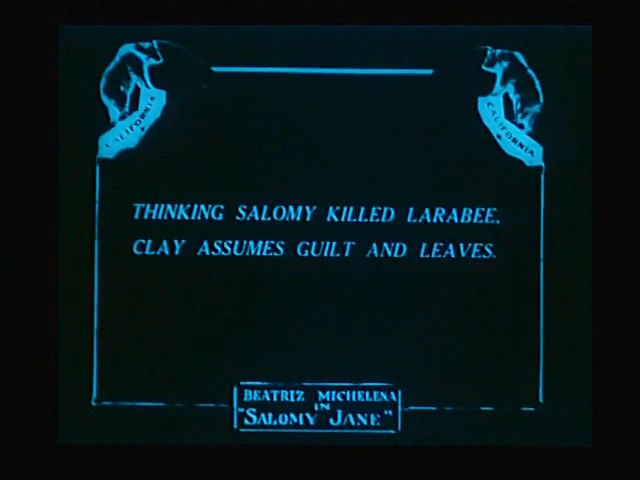 CALIFORNIA
CALIFORNIA
THINKING SALOMY KILLED LARABEE.
CLAY ASSUMES GUILT AND LEAVES.
BEATRIZ MICHELENA
IN
"SALOMY JANE"